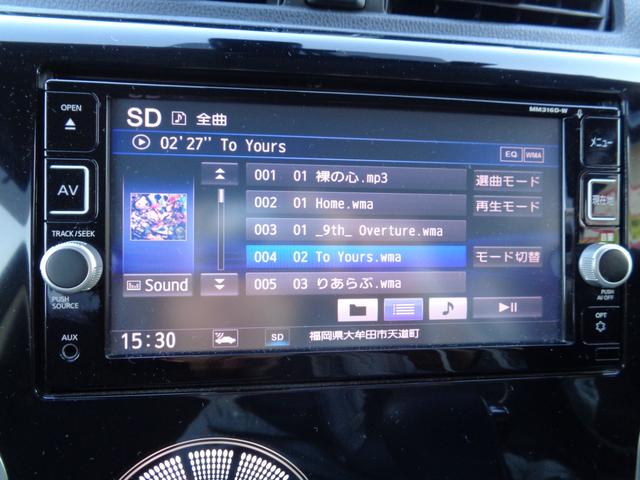 MM316D-W
OPEN
SD 全曲
メニュー
02'27'' To Yours
EQ WMA
AV
001 01 裸の心.mp3
選曲モード
002 01 Home.wma
再生モード
現在地
003 01 _9th_ Overture.wma
TRACK/SEEK
004 02 To Yours.wma
モード切替
Sound
005 03 りあらぶ.wma
PUSH SOURCE
PUSH AV OFF
AUX
15:30
SD
福岡県大牟田市天道町
OPT